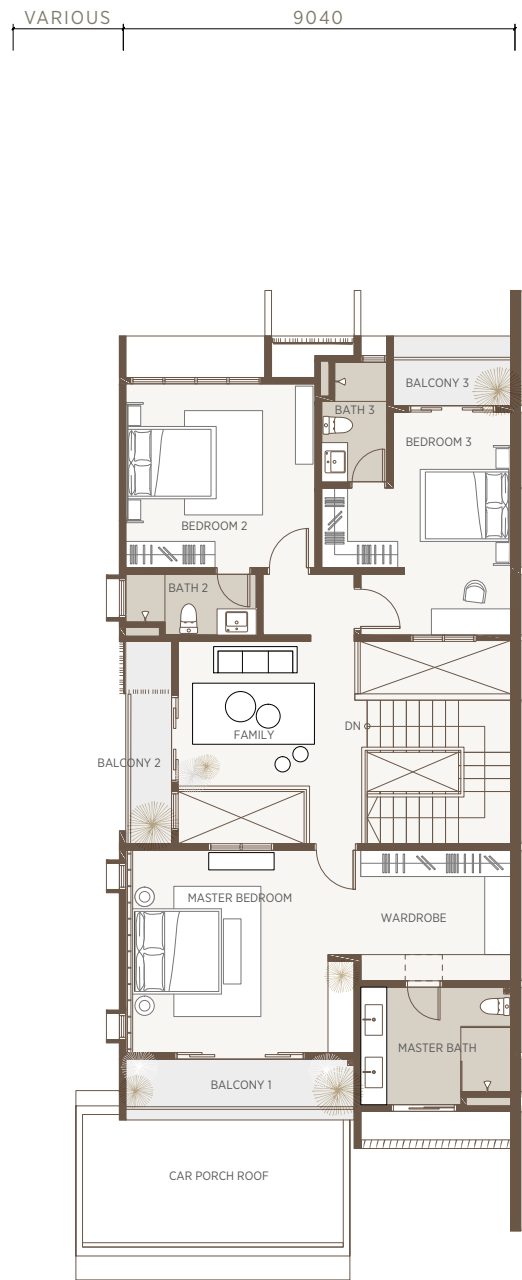 VARIOUS 9040
BALCONY 3
BATH 3
BEDROOM 3
BEDROOM 2
BATH 2
DN
FAMILY
BALCONY 2
MASTER BEDROOM
WARDROBE
MASTER BATH
BALCONY 1
CAR PORCH ROOF